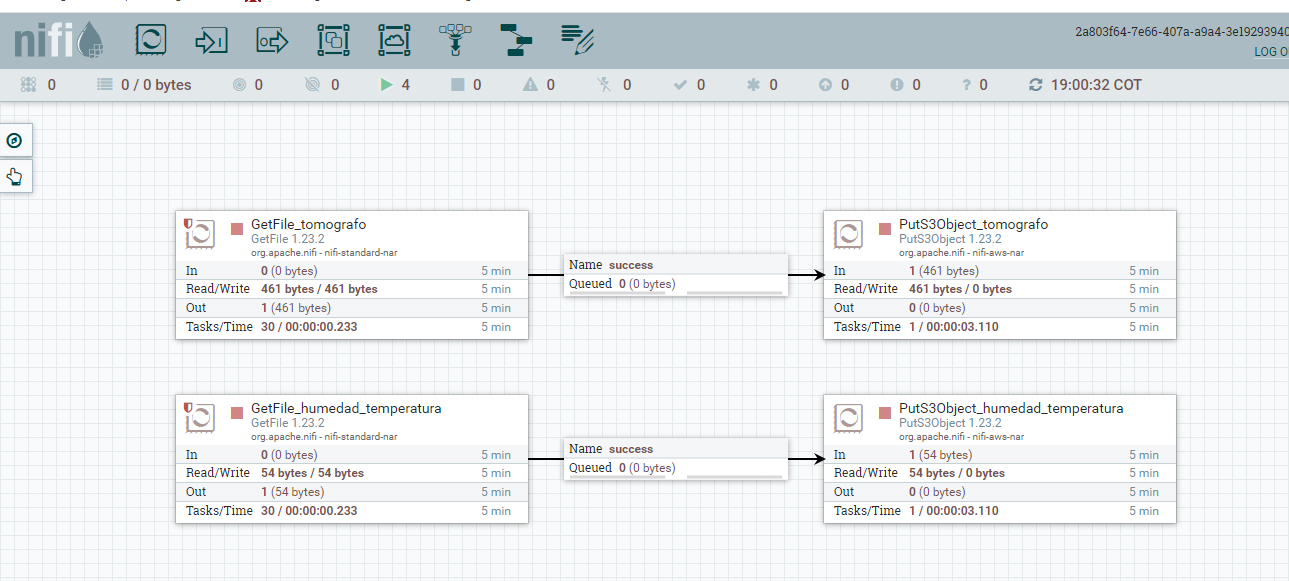 nifi
2a803f64-7e66-407a-a9a4-3e19293940
LOG O
0 0 / 0 bytes 0 0 4 0 0 0 0 0 0 0 ? 0 19:00:32 COT
GetFile_tomografo
GetFile 1.23.2
org.apache.nifi - nifi-standard-nar
In 0 (0 bytes) 5 min
Read/Write 461 bytes / 461 bytes 5 min
Out 1 (461 bytes) 5 min
Tasks/Time 30 / 00:00:00.233 5 min
Name success
Queued 0 (0 bytes)
PutS3Object_tomografo
PutS3Object 1.23.2
org.apache.nifi - nifi-aws-nar
In 1 (461 bytes) 5 min
Read/Write 461 bytes / 0 bytes 5 min
Out 0 (0 bytes) 5 min
Tasks/Time 1 / 00:00:03.110 5 min
GetFile_humedad_temperatura
GetFile 1.23.2
org.apache.nifi - nifi-standard-nar
In 0 (0 bytes) 5 min
Read/Write 54 bytes / 54 bytes 5 min
Out 1 (54 bytes) 5 min
Tasks/Time 30 / 00:00:00.233 5 min
Name success
Queued 0 (0 bytes)
PutS3Object_humedad_temperatura
PutS3Object 1.23.2
org.apache.nifi - nifi-aws-nar
In 1 (54 bytes) 5 min
Read/Write 54 bytes / 0 bytes 5 min
Out 0 (0 bytes) 5 min
Tasks/Time 1 / 00:00:03.110 5 min